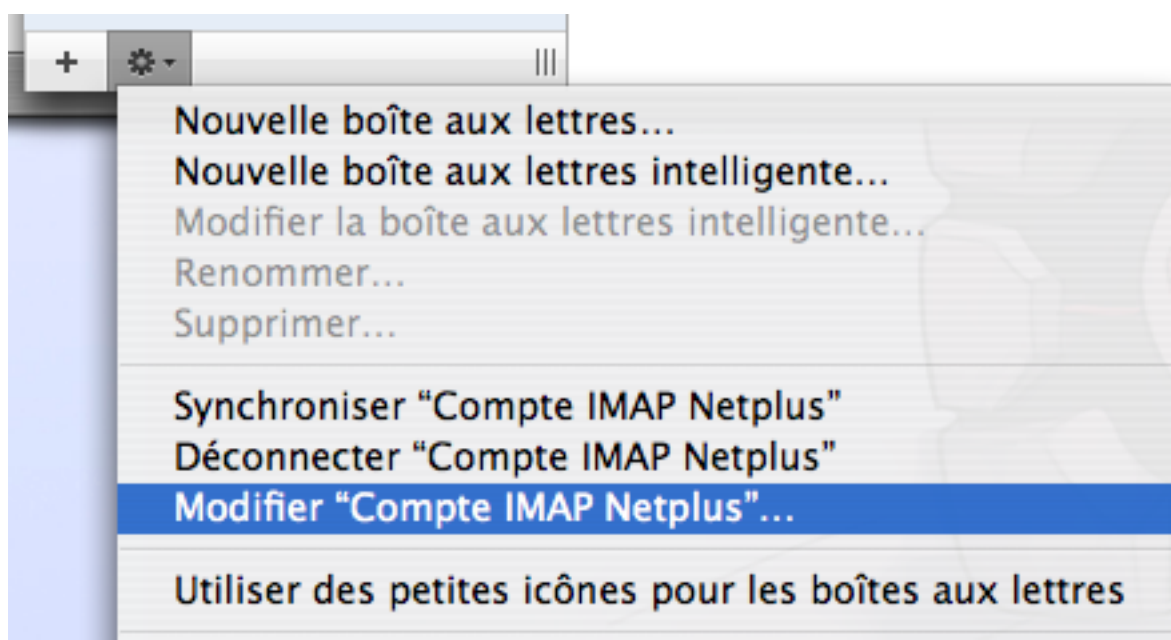 Nouvelle boîte aux lettres...
Nouvelle boîte aux lettres intelligente...
Modifier la boîte aux lettres intelligente...
Renommer...
Supprimer...
Synchroniser “Compte IMAP Netplus”
Déconnecter “Compte IMAP Netplus”
Modifier “Compte IMAP Netplus”...
Utiliser des petites icônes pour les boîtes aux lettres